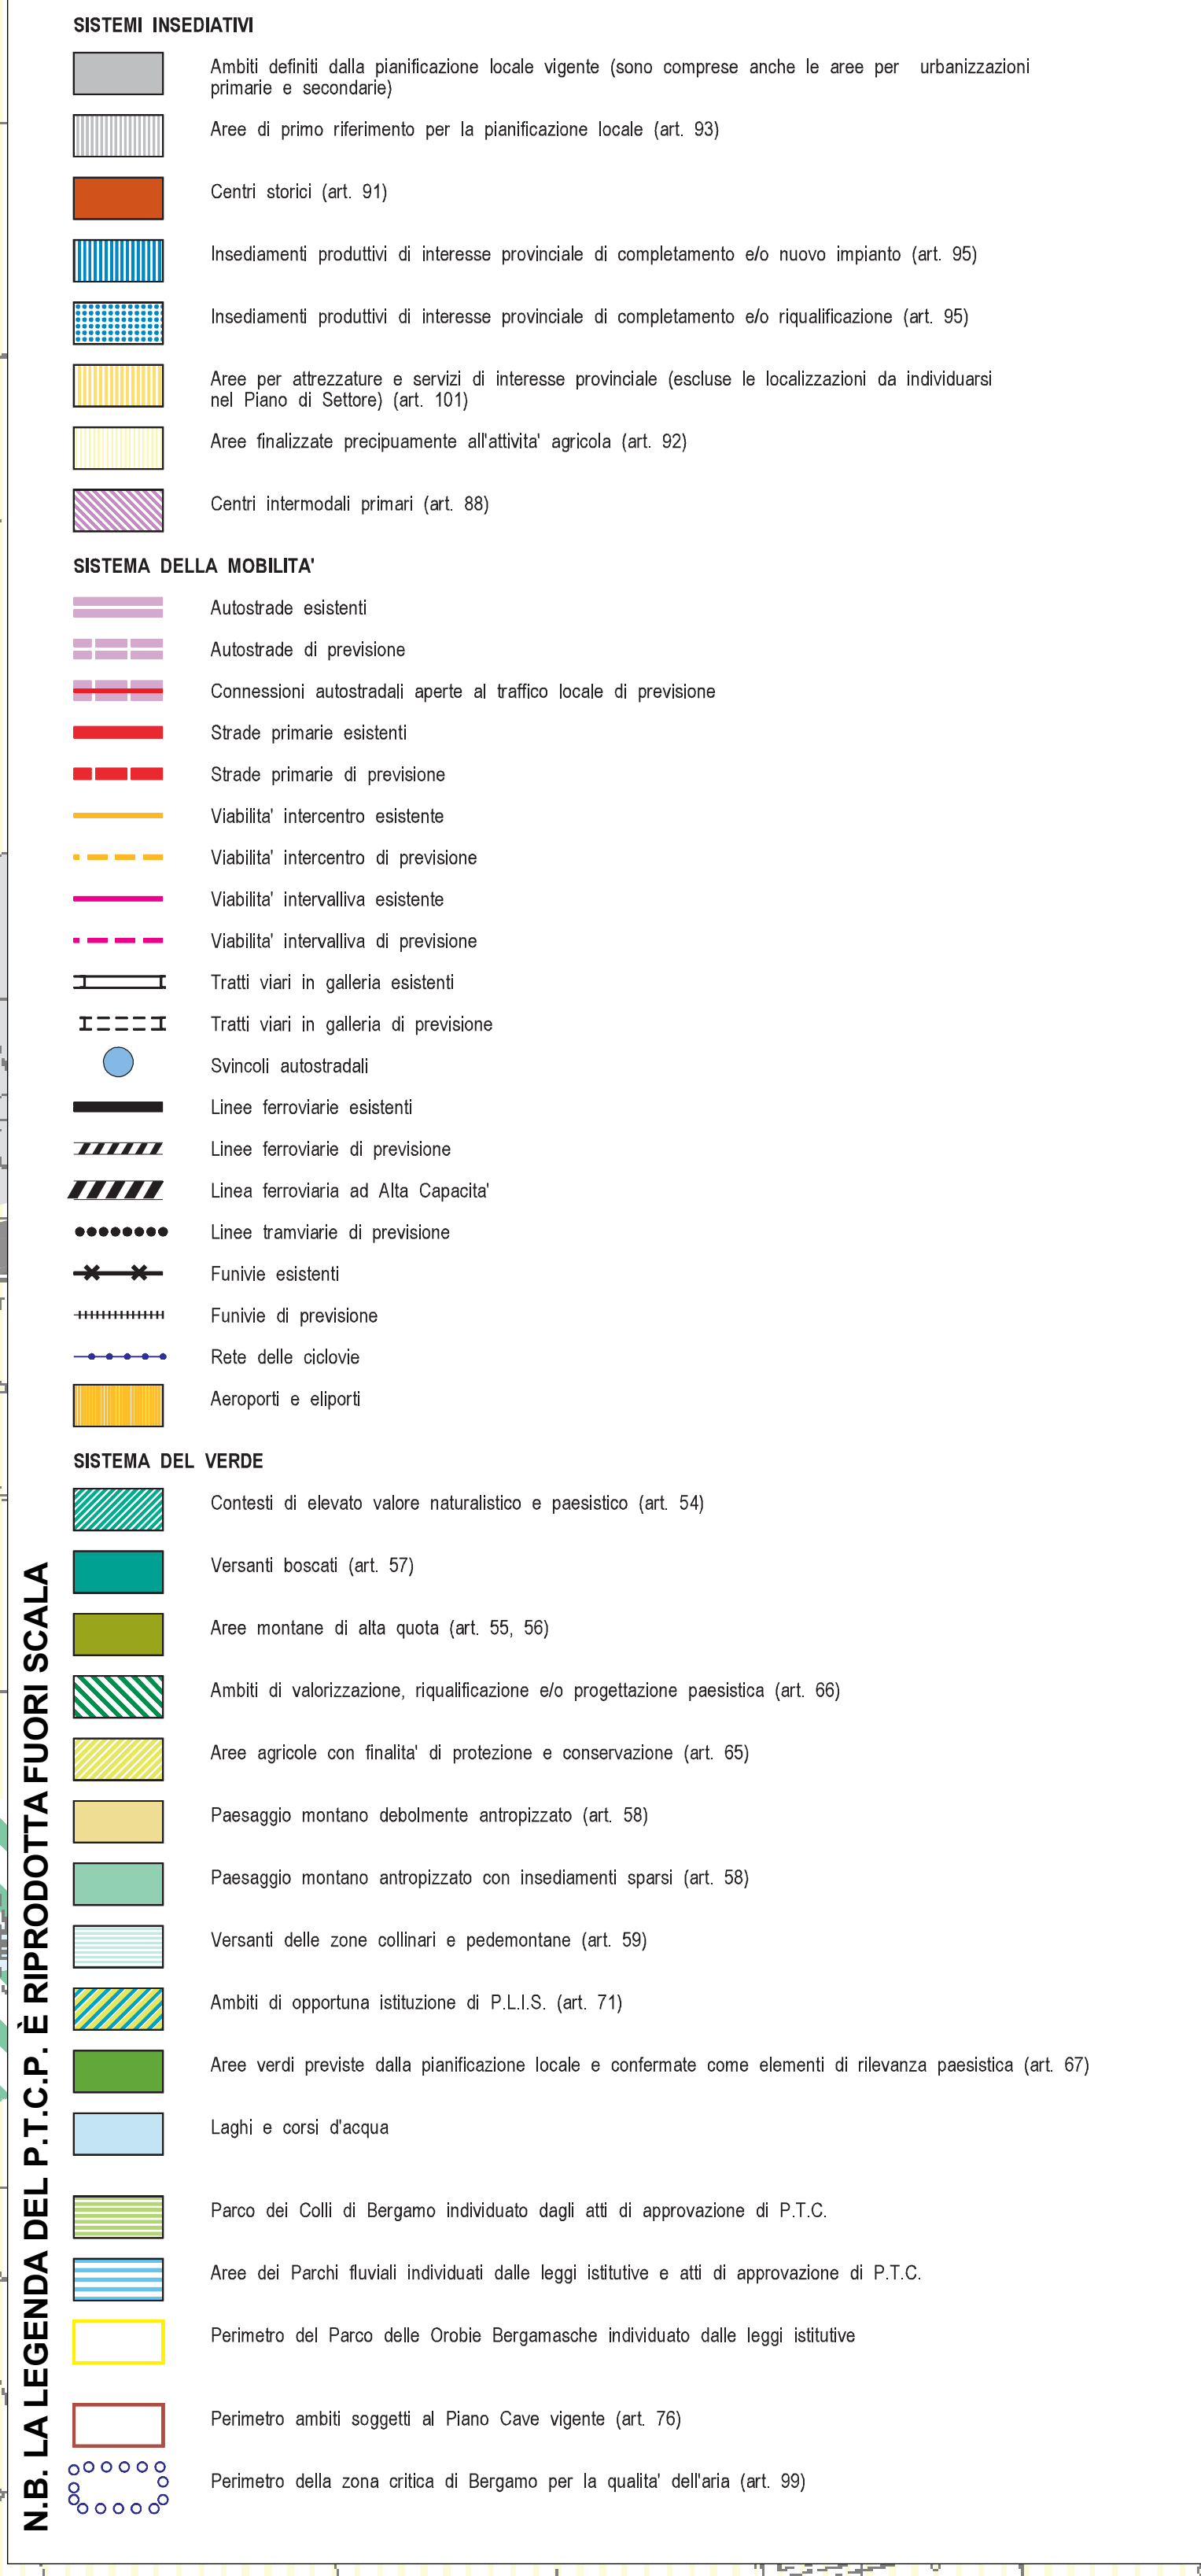 SISTEMI INSEDIATIVI
Ambiti definiti dalla pianificazione locale vigente (sono comprese anche le aree per urbanizzazioni
primarie e secondarie)
Aree di primo riferimento per la pianificazione locale (art. 93)
Centri storici (art. 91)
Insediamenti produttivi di interesse provinciale di completamento e/o nuovo impianto (art. 95)
Insediamenti produttivi di interesse provinciale di completamento e/o riqualificazione (art. 95)
Aree per attrezzature e servizi di interesse provinciale (escluse le localizzazioni da individuarsi
nel Piano di Settore) (art. 101)
Aree finalizzate precipuamente all'attivita' agricola (art. 92)
Centri intermodali primari (art. 88)
SISTEMA DELLA MOBILITA'
Autostrade esistenti
Autostrade di previsione
Connessioni autostradali aperte al traffico locale di previsione
Strade primarie esistenti
Strade primarie di previsione
Viabilita' intercentro esistente
Viabilita' intercentro di previsione
Viabilita' intervalliva esistente
Viabilita' intervalliva di previsione
Tratti viari in galleria esistenti
Tratti viari in galleria di previsione
Svincoli autostradali
Linee ferroviarie esistenti
Linee ferroviarie di previsione
Linea ferroviaria ad Alta Capacita'
Linee tramviarie di previsione
Funivie esistenti
Funivie di previsione
Rete delle ciclovie
Aeroporti e eliporti
SISTEMA DEL VERDE
Contesti di elevato valore naturalistico e paesistico (art. 54)
Versanti boscati (art. 57)
Aree montane di alta quota (art. 55, 56)
Ambiti di valorizzazione, riqualificazione e/o progettazione paesistica (art. 66)
Aree agricole con finalita' di protezione e conservazione (art. 65)
Paesaggio montano debolmente antropizzato (art. 58)
Paesaggio montano antropizzato con insediamenti sparsi (art. 58)
Versanti delle zone collinari e pedemontane (art. 59)
Ambiti di opportuna istituzione di P.L.I.S. (art. 71)
Aree verdi previste dalla pianificazione locale e confermate come elementi di rilevanza paesistica (art. 67)
Laghi e corsi d'acqua
Parco dei Colli di Bergamo individuato dagli atti di approvazione di P.T.C.
Aree dei Parchi fluviali individuati dalle leggi istitutive e atti di approvazione di P.T.C.
Perimetro del Parco delle Orobie Bergamasche individuato dalle leggi istitutive
Perimetro ambiti soggetti al Piano Cave vigente (art. 76)
Perimetro della zona critica di Bergamo per la qualita' dell'aria (art. 99)
N.B. LA LEGENDA DEL P.T.C.P. È RIPRODOTTA FUORI SCALA